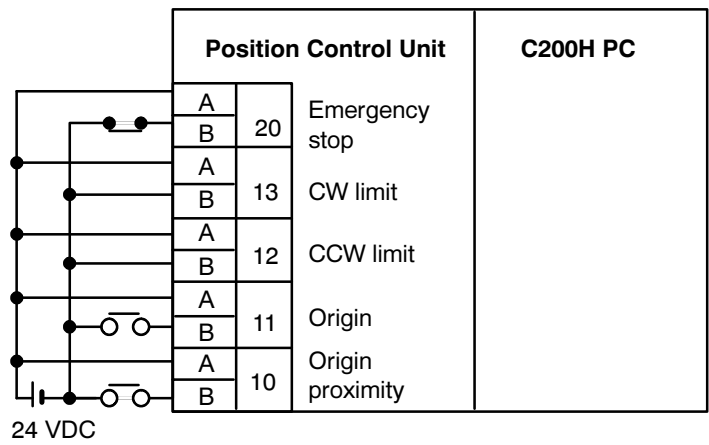 Position Control Unit
C200H PC
A
B
20
Emergency
stop
A
B
13
CW limit
A
B
12
CCW limit
A
B
11
Origin
A
B
10
Origin
proximity
24 VDC